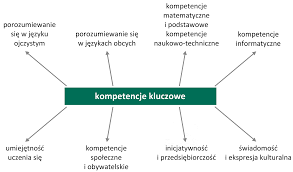 porozumiewanie
się w języku
ojczystym
porozumiewanie się
w językach obcych
kompetencje
matematyczne
i podstawowe
kompetencje
naukowo-techniczne
kompetencje
informatyczne
kompetencje kluczowe
umiejętność
uczenia się
kompetencje
społeczne
i obywatelskie
inicjatywność
i przedsiębiorczość
świadomość
i ekspresja kulturalna